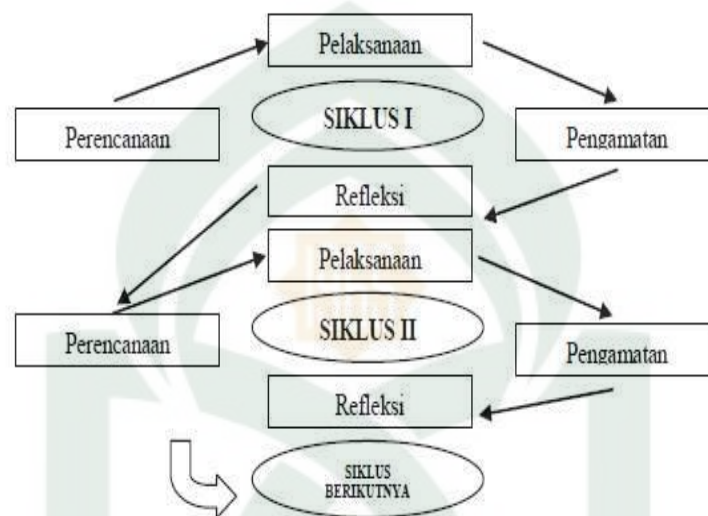 Pelaksanaan
SIKLUS I
Perencanaan
Pengamatan
Refleksi
Pelaksanaan
SIKLUS II
Perencanaan
Pengamatan
Refleksi
SIKLUS
BERIKUTNYA